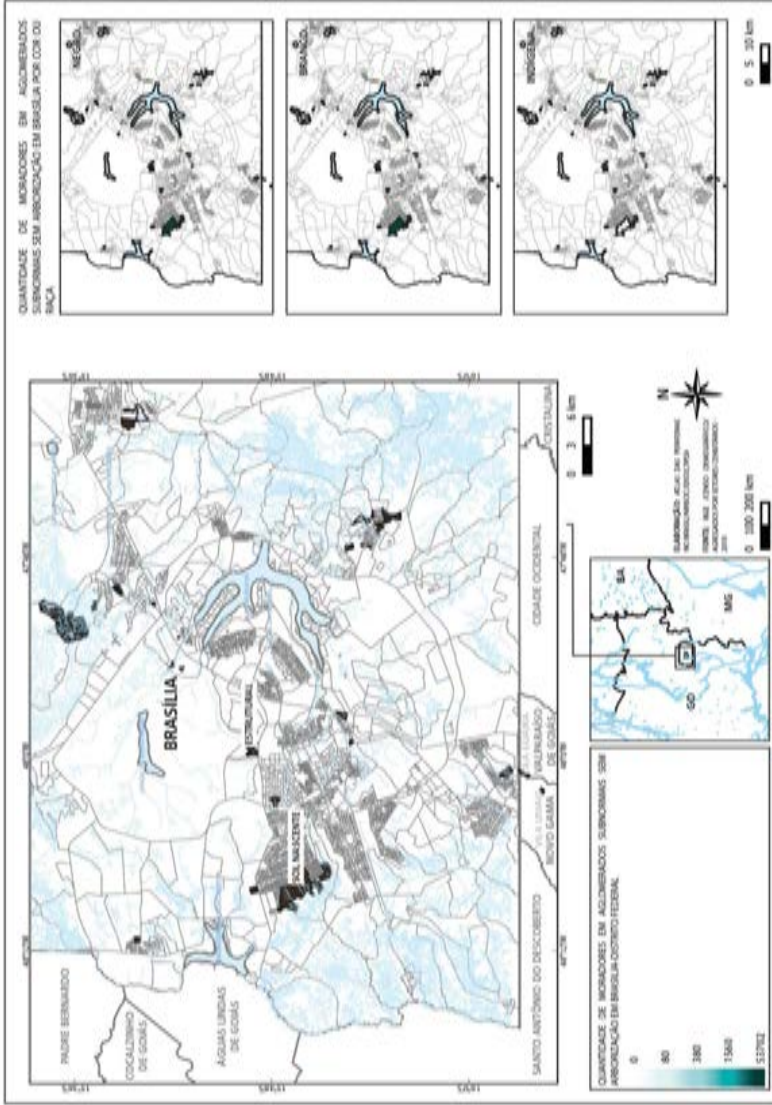 QUANTIDADE DE MORADORES EM AGLOMERADOS
SUBNORMAIS SEM ARBORIZAÇÃO EM BRASÍLIA POR COR OU
RAÇA
NEGRO
BRANCO
INDÍGENA
0 5 10 km
PADRE BERNARDO
COCALZINHO
DE GOIÁS
ÁGUAS LINDAS
DE GOIÁS
SANTO ANTÔNIO DO DESCOBERTO
BRASÍLIA
ESTRUTURAL
SOL NASCENTE
NOVO GAMA
VALPARAÍSO
DE GOIÁS
CIDADE OCIDENTAL
CRISTALINA
0 3 6 km
QUANTIDADE DE MORADORES EM AGLOMERADOS SUBNORMAIS SEM
ARBORIZAÇÃO EM BRASÍLIA-DISTRITO FEDERAL
0
80
380
1560
53702
GO
BA
MG
N
0 100 200 km